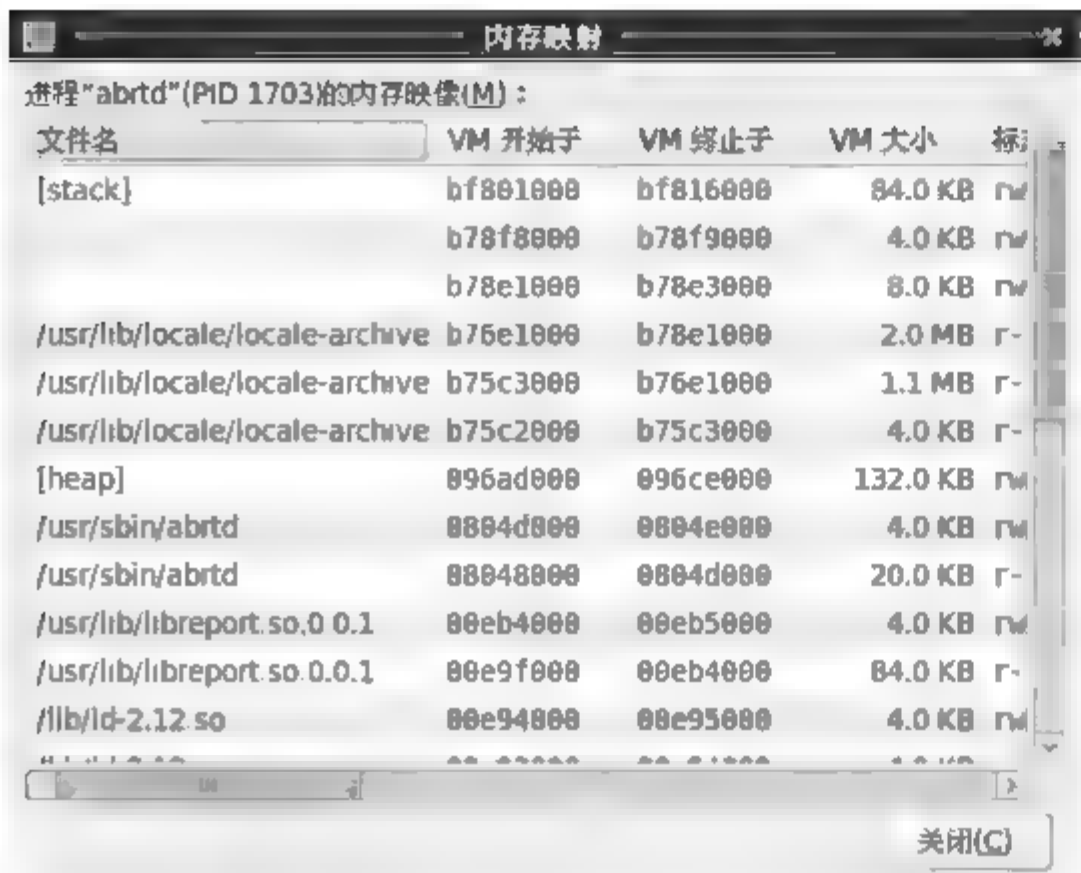 内存映射
进程"abrtd"(PID 1703)的内存映像(M)：
文件名 VM 开始于 VM 终止于 VM 大小
[stack] bf801000 bf816000 84.0 KB rw
b78f8000 b78f9000 4.0 KB rw
b78e1000 b78e3000 8.0 KB rw
/usr/lib/locale/locale-archive b76e1000 b78e1000 2.0 MB r-
/usr/lib/locale/locale-archive b75c3000 b76e1000 1.1 MB r-
/usr/lib/locale/locale-archive b75c2000 b75c3000 4.0 KB r-
[heap] 096ad000 096ce000 132.0 KB rw
/usr/sbin/abrtd 0804d000 0804e000 4.0 KB rw
/usr/sbin/abrtd 08048000 0804d000 20.0 KB r-
/usr/lib/libreport.so.0.0.1 00eb4000 00eb5000 4.0 KB rw
/usr/lib/libreport.so.0.0.1 00e9f000 00eb4000 84.0 KB r-
/lib/ld-2.12.so 00e94000 00e95000 4.0 KB rw
关闭(C)